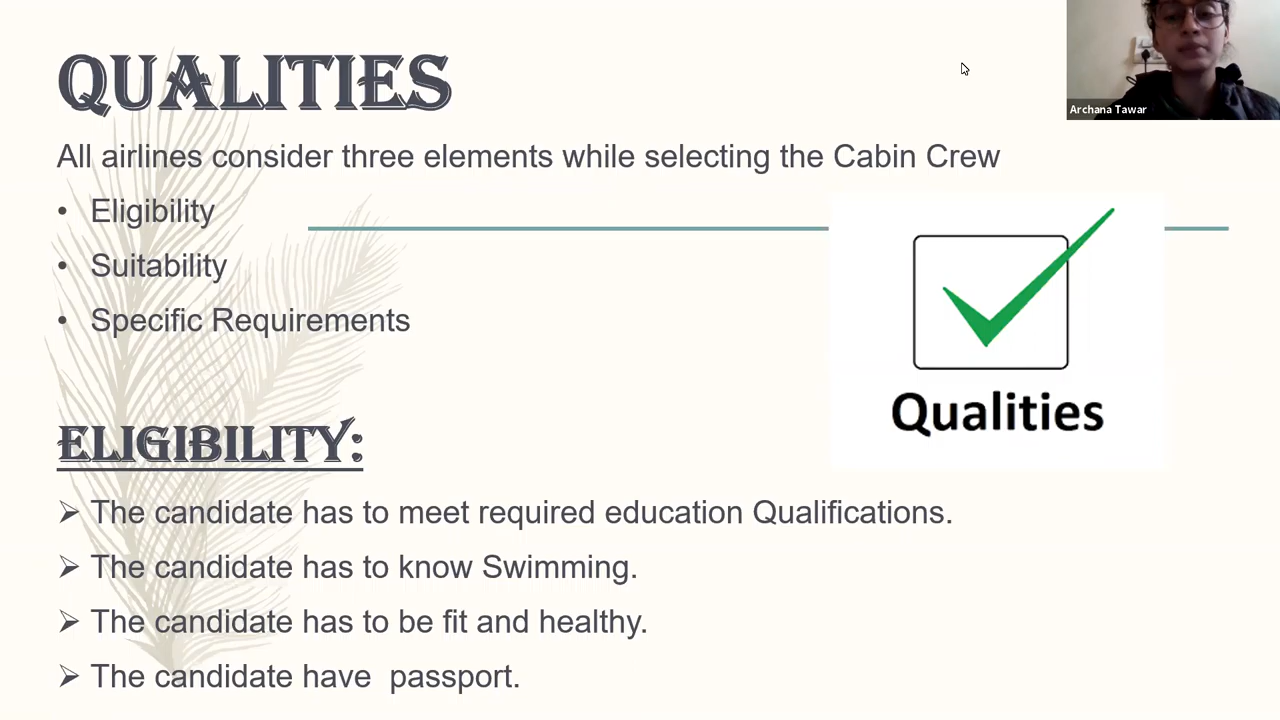 QUALITIES
Archana Tawar
All airlines consider three elements while selecting the Cabin Crew
• Eligibility
• Suitability
• Specific Requirements
Qualities
ELIGIBILITY:
➢ The candidate has to meet required education Qualifications.
➢ The candidate has to know Swimming.
➢ The candidate has to be fit and healthy.
➢ The candidate have  passport.